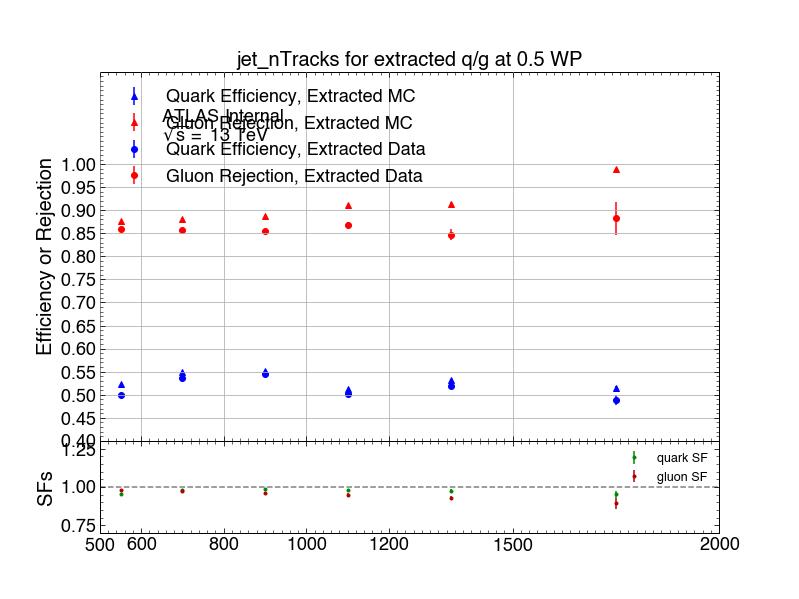 jet_nTracks for extracted q/g at 0.5 WP
Quark Efficiency, Extracted MC
ATLAS Internal
Gluon Rejection, Extracted MC
√s = 13 TeV
Quark Efficiency, Extracted Data
Gluon Rejection, Extracted Data
Efficiency or Rejection
1.00
0.95
0.90
0.85
0.80
0.75
0.70
0.65
0.60
0.55
0.50
0.45
0.40
SFs
1.25
1.00
0.75
quark SF
gluon SF
500 600 800 1000 1200 1500 2000